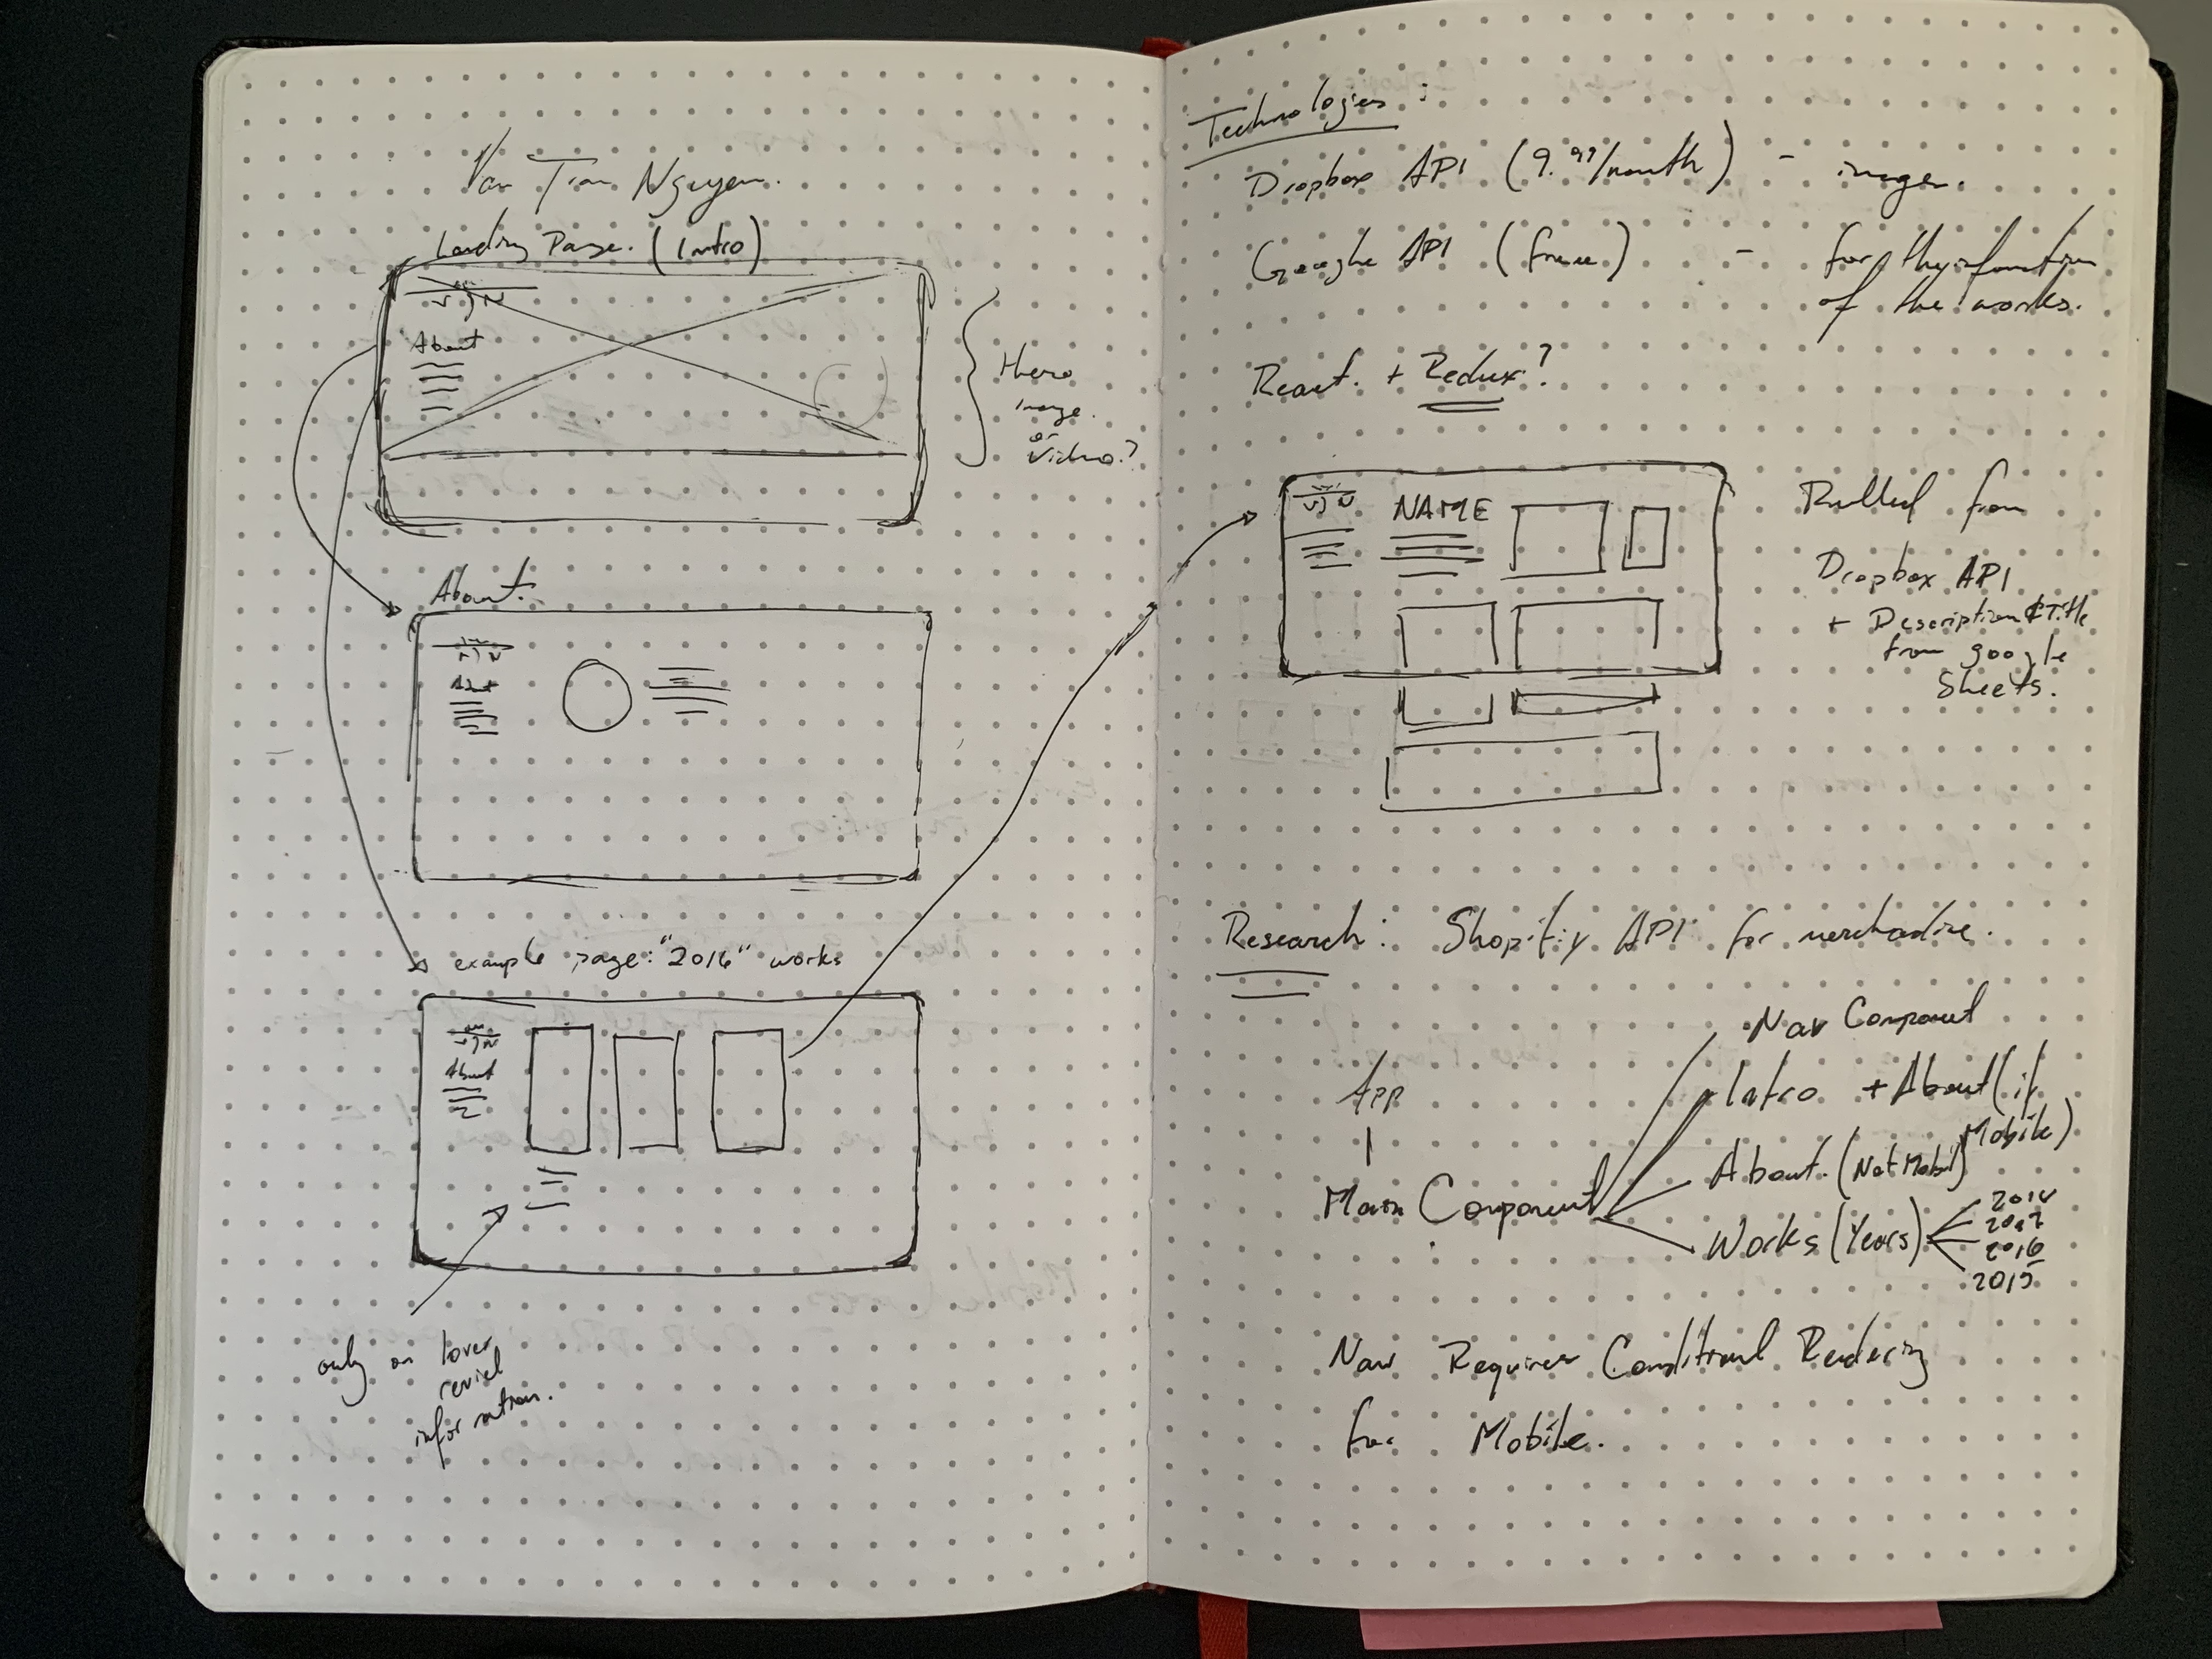 Van Tran Nguyen.
Landing Page. (Intro)
VTN
About
Hero
image
or
Video?
About.
VTN
About
example page: "2016" works
VTN
About
only on hover
reviel
information.
Technologies:
Dropbox API (9.99/month) - images.
Google API (free) - for the information
of the works.
React. + Redux?
VTN
NAME
Pulled from
Dropbox API
+ Description & Title
from google
Sheets.
Research: Shopify API for merchandise.
Nav Component
App
Intro + About (if
Mobile)
About. (Not Mobil)
Main Component
Works (Years)
2018
2017
2016
2015
Nav Requires Conditional Rendering
for Mobile.